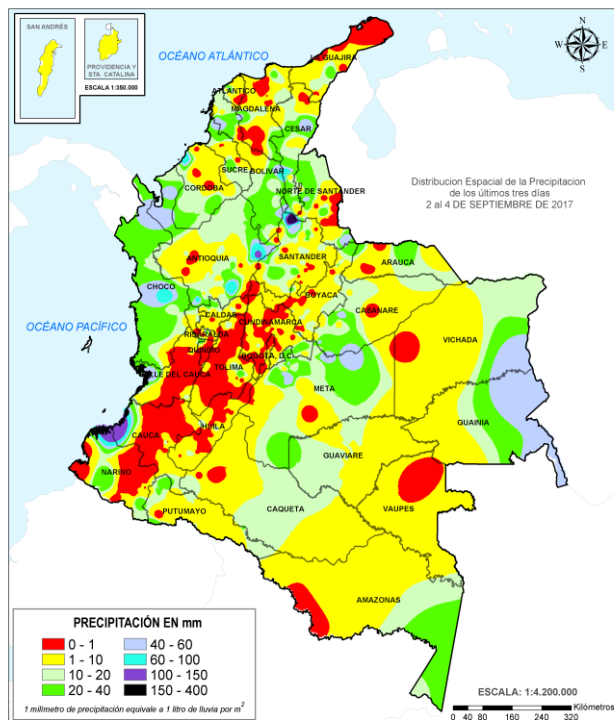 SAN ANDRÉS
PROVIDENCIA Y
STA. CATALINA
ESCALA 1:350.000
OCÉANO ATLÁNTICO
N
W E
S
LA GUAJIRA
ATLANTICO
MAGDALENA
CESAR
SUCRE
BOLIVAR
CORDOBA
NORTE DE SANTANDER
Distribucion Espacial de la Precipitacion
de los últimos tres días
2 al 4 DE SEPTIEMBRE DE 2017
ANTIOQUIA
SANTANDER
ARAUCA
CHOCO
BOYACA
CASANARE
OCÉANO PACÍFICO
CALDAS
CUNDINAMARCA
RISARALDA
VICHADA
QUINDIO
BOGOTA, D.C.
VALLE DEL CAUCA
TOLIMA
META
GUAINIA
CAUCA
HUILA
GUAVIARE
NARIÑO
CAQUETA
VAUPES
PUTUMAYO
AMAZONAS
PRECIPITACIÓN EN mm
0 - 1 40 - 60
1 - 10 60 - 100
10 - 20 100 - 150
20 - 40 150 - 400
1 milímetro de precipitación equivale a 1 litro de lluvia por m2
ESCALA: 1:4.200.000
Kilómetros
0 40 80 160 240 320